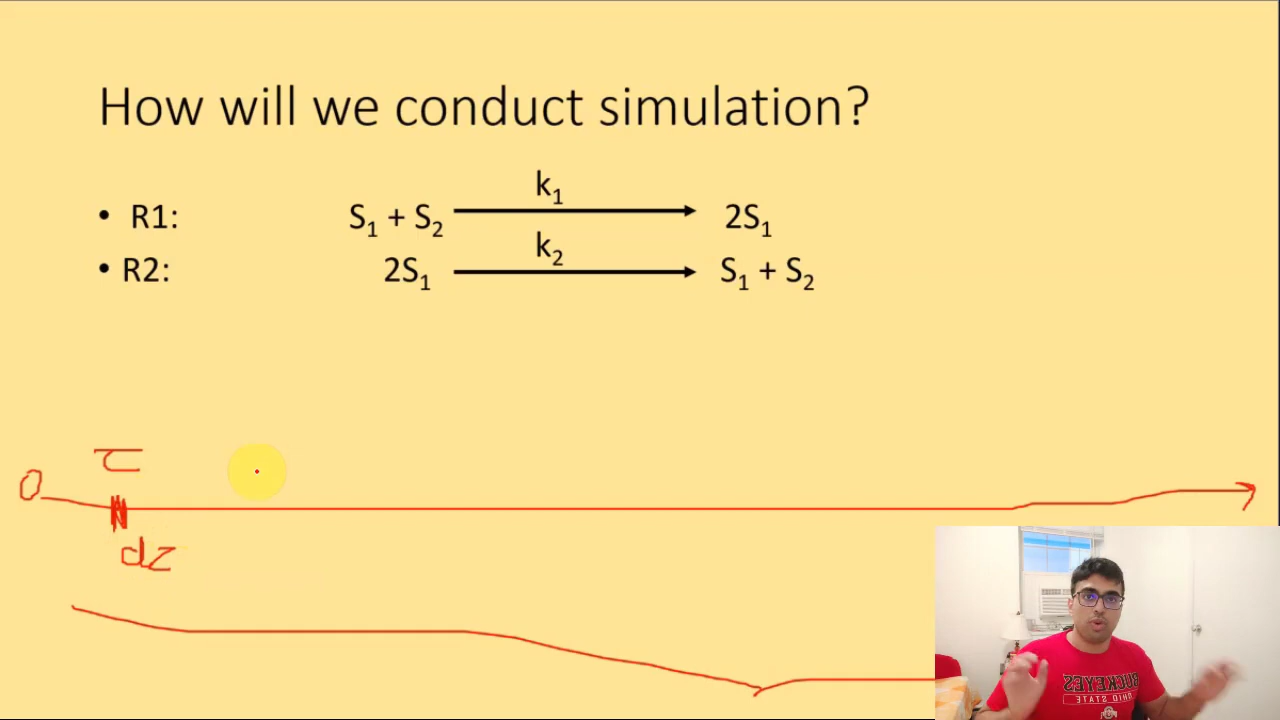 How will we conduct simulation?
k₁
• R1: S₁ + S₂ 2S₁
k₂
• R2: 2S₁ S₁ + S₂
τ
0
dτ
BUCKEYES
OHIO STATE